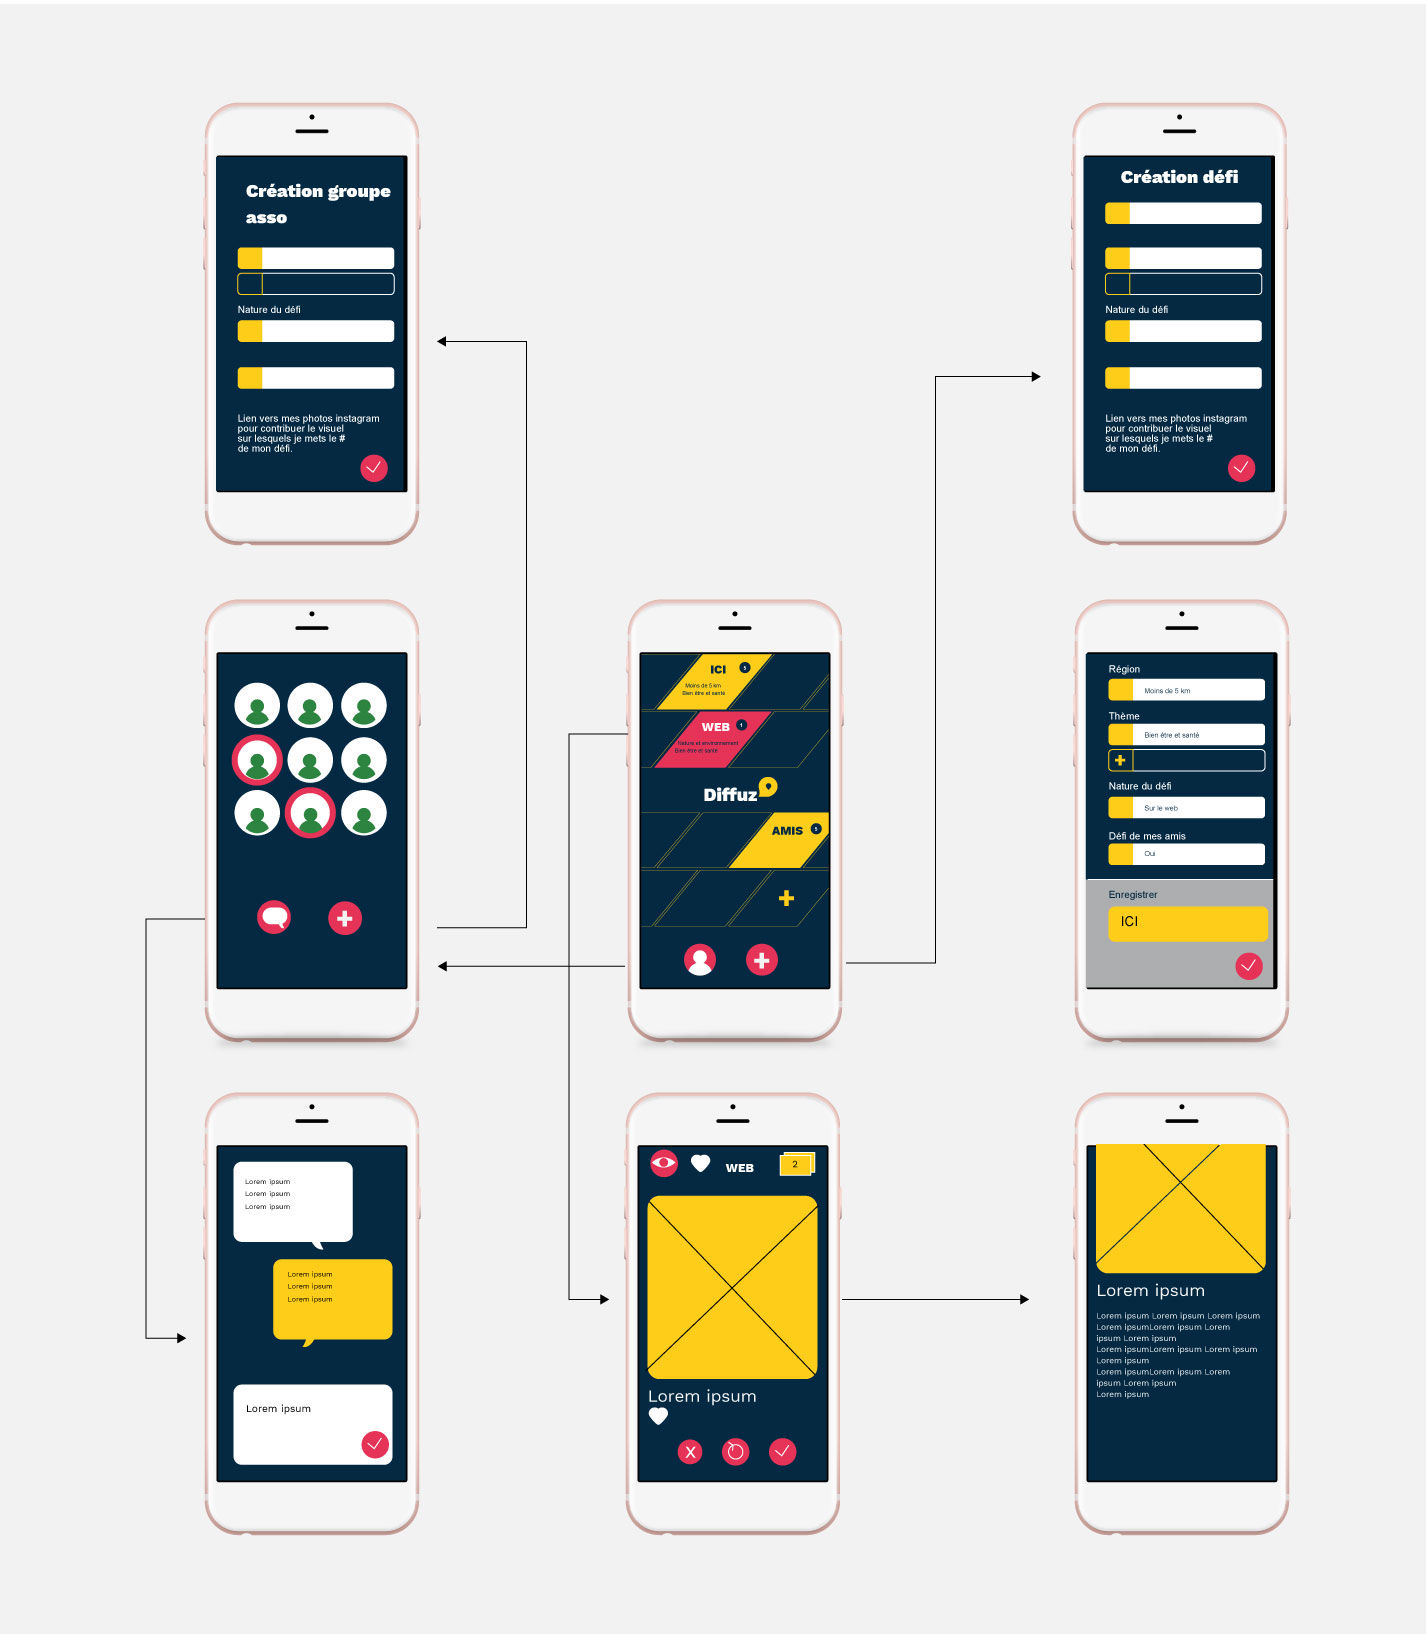 Création groupe
asso
Nature du défi
Lien vers mes photos instagram
pour contribuer le visuel
sur lesquels je mets le #
de mon défi.
Création défi
Nature du défi
Lien vers mes photos instagram
pour contribuer le visuel
sur lesquels je mets le #
de mon défi.
ICI
5
Moins de 5 km
Bien être et santé
WEB
1
Nature et environnement
Bien être et santé
Diffuz
AMIS
5
Région
Moins de 5 km
Thème
Bien être et santé
Nature du défi
Sur le web
Défi de mes amis
Oui
Enregistrer
ICI
Lorem ipsum
Lorem ipsum
Lorem ipsum
Lorem ipsum
Lorem ipsum
Lorem ipsum
Lorem ipsum
WEB
2
Lorem ipsum
X
Lorem ipsum
Lorem ipsum Lorem ipsum Lorem ipsum
Lorem ipsumLorem ipsum Lorem
ipsum Lorem ipsum
Lorem ipsumLorem ipsum Lorem ipsum
Lorem ipsum
Lorem ipsumLorem ipsum Lorem
ipsum Lorem ipsum
Lorem ipsum